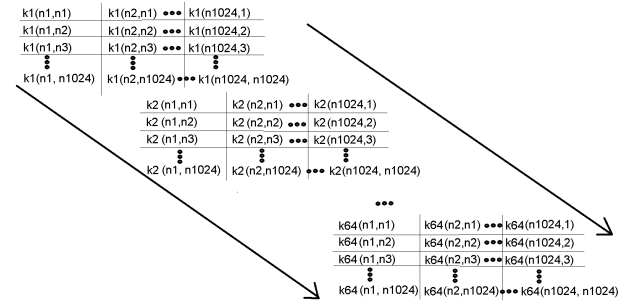 k1(n1,n1) k1(n2,n1) ••• k1(n1024,1)
k1(n1,n2) k1(n2,n2) ••• k1(n1024,2)
k1(n1,n3) k1(n2,n3) ••• k1(n1024,3)
k1(n1, n1024) k1(n2,n1024) ••• k1(n1024, n1024)
k2 (n1,n1) k2 (n2,n1) ••• k2(n1024,1)
k2 (n1,n2) k2 (n2,n2) ••• k2(n1024,2)
k2 (n1,n3) k2 (n2,n3) ••• k2(n1024,3)
k2 (n1, n1024) k2(n2,n1024) ••• k2(n1024, n1024)
•••
k64(n1,n1) k64(n2,n1) ••• k64(n1024,1)
k64(n1,n2) k64(n2,n2) ••• k64(n1024,2)
k64(n1,n3) k64(n2,n3) ••• k64(n1024,3)
k64(n1, n1024) k64(n2,n1024) ••• k64(n1024, n1024)